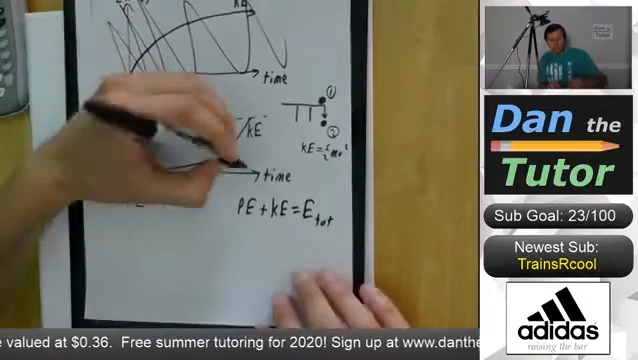 KE
time
①
②
KE
KE=½mv²
time
PE+KE=E_tot
E
Dan the
Tutor
Sub Goal: 23/100
Newest Sub:
TrainsRcool
adidas
raising the bar
e valued at $0.36. Free summer tutoring for 2020! Sign up at www.danthe